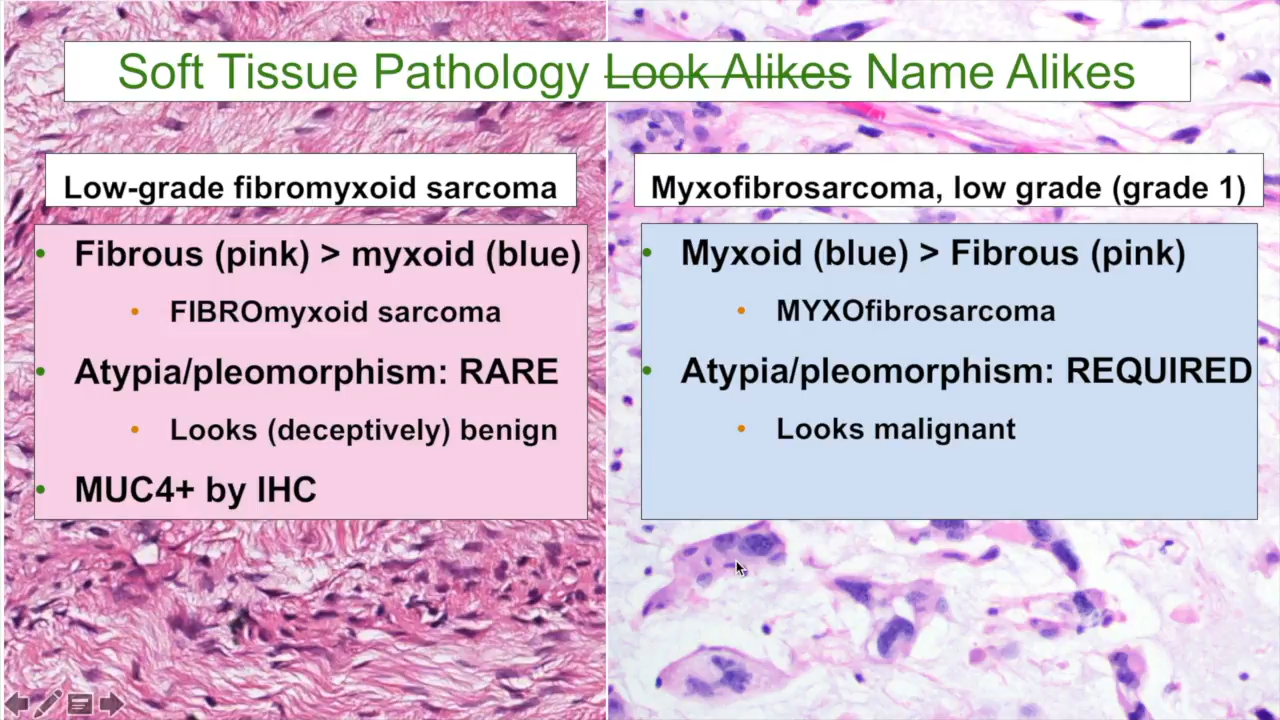 Soft Tissue Pathology Look Alikes Name Alikes
Low-grade fibromyxoid sarcoma
• Fibrous (pink) > myxoid (blue)
• FIBROmyxoid sarcoma
• Atypia/pleomorphism: RARE
• Looks (deceptively) benign
• MUC4+ by IHC
Myxofibrosarcoma, low grade (grade 1)
• Myxoid (blue) > Fibrous (pink)
• MYXOfibrosarcoma
• Atypia/pleomorphism: REQUIRED
• Looks malignant